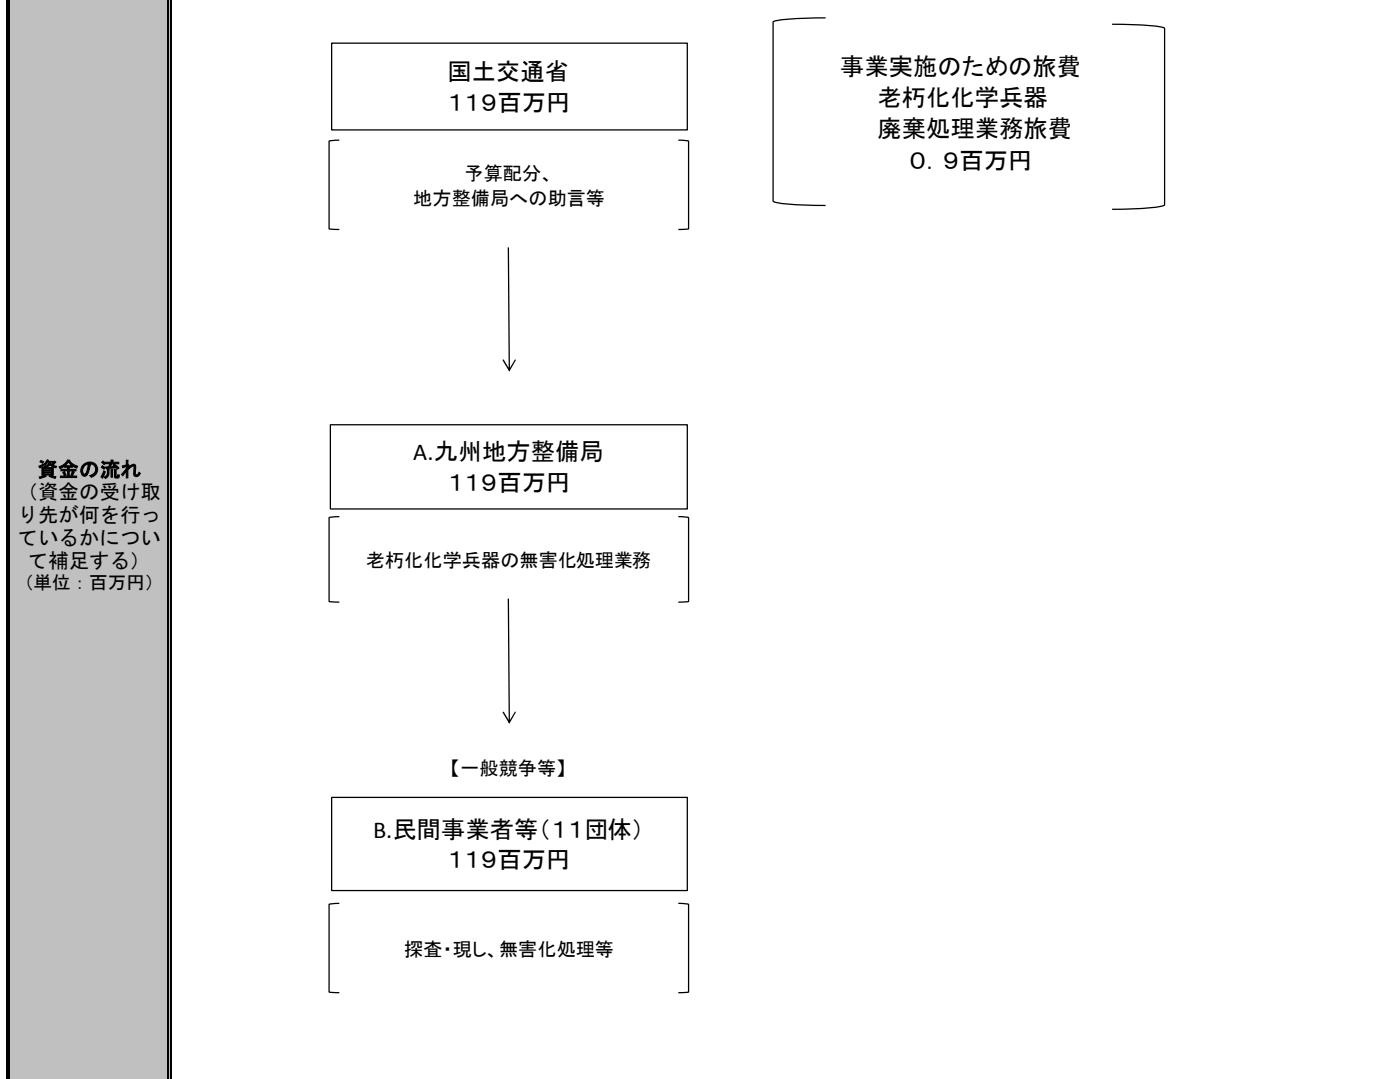 資金の流れ
（資金の受け取
り先が何を行っ
ているかについ
て補足する）
（単位：百万円）
国土交通省
１１９百万円
予算配分、
地方整備局への助言等
事業実施のための旅費
老朽化化学兵器
廃棄処理業務旅費
０．９百万円
A.九州地方整備局
１１９百万円
老朽化化学兵器の無害化処理業務
【一般競争等】
B.民間事業者等（１１団体）
１１９百万円
探査・現し、無害化処理等